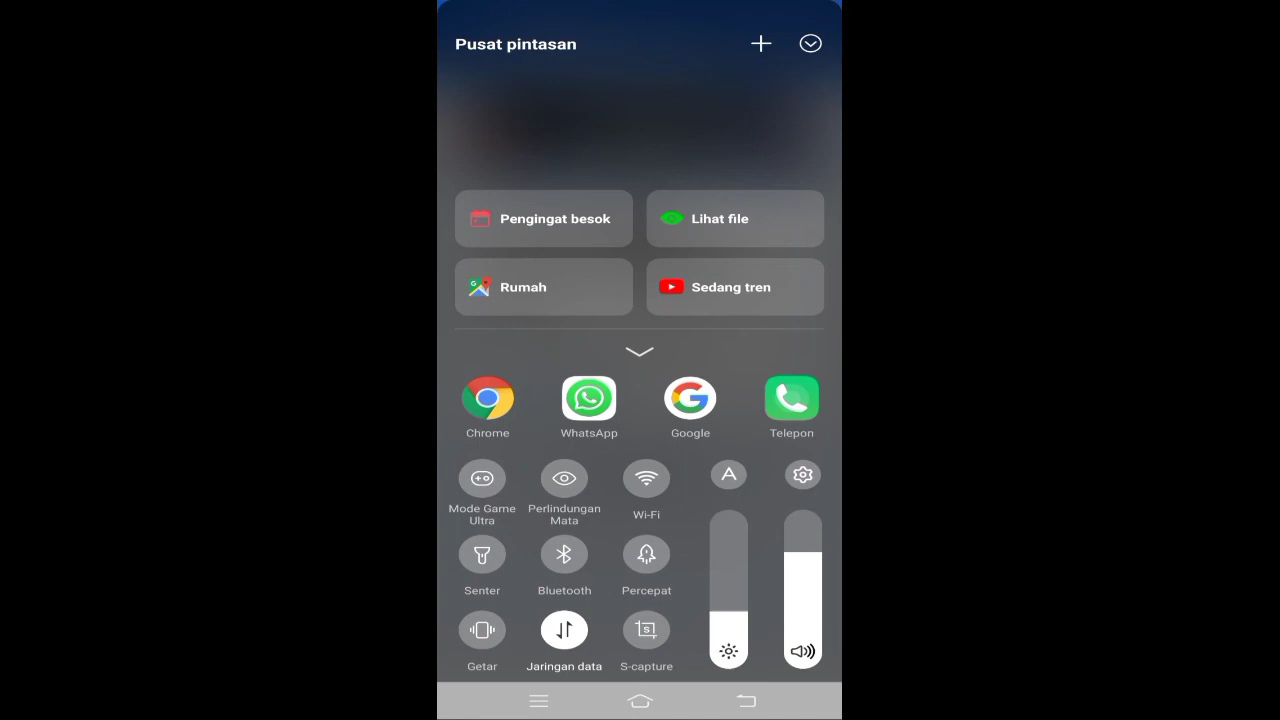 Pusat pintasan
Pengingat besok
Lihat file
Rumah
Sedang tren
Chrome
WhatsApp
Google
Telepon
Mode Game
Ultra
Perlindungan
Mata
Wi-Fi
Senter
Bluetooth
Percepat
Getar
Jaringan data
S-capture